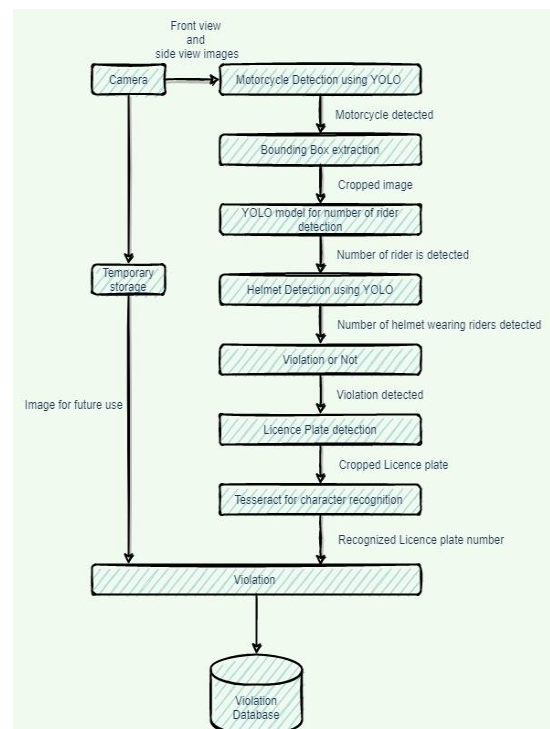 Front view
and
side view images
Camera
Motorcycle Detection using YOLO
Motorcycle detected
Bounding Box extraction
Cropped image
YOLO model for number of rider
detection
Number of rider is detected
Temporary
storage
Helmet Detection using YOLO
Number of helmet wearing riders detected
Violation or Not
Violation detected
Image for future use
Licence Plate detection
Cropped Licence plate
Tesseract for character recognition
Recognized Licence plate number
Violation
Violation
Database